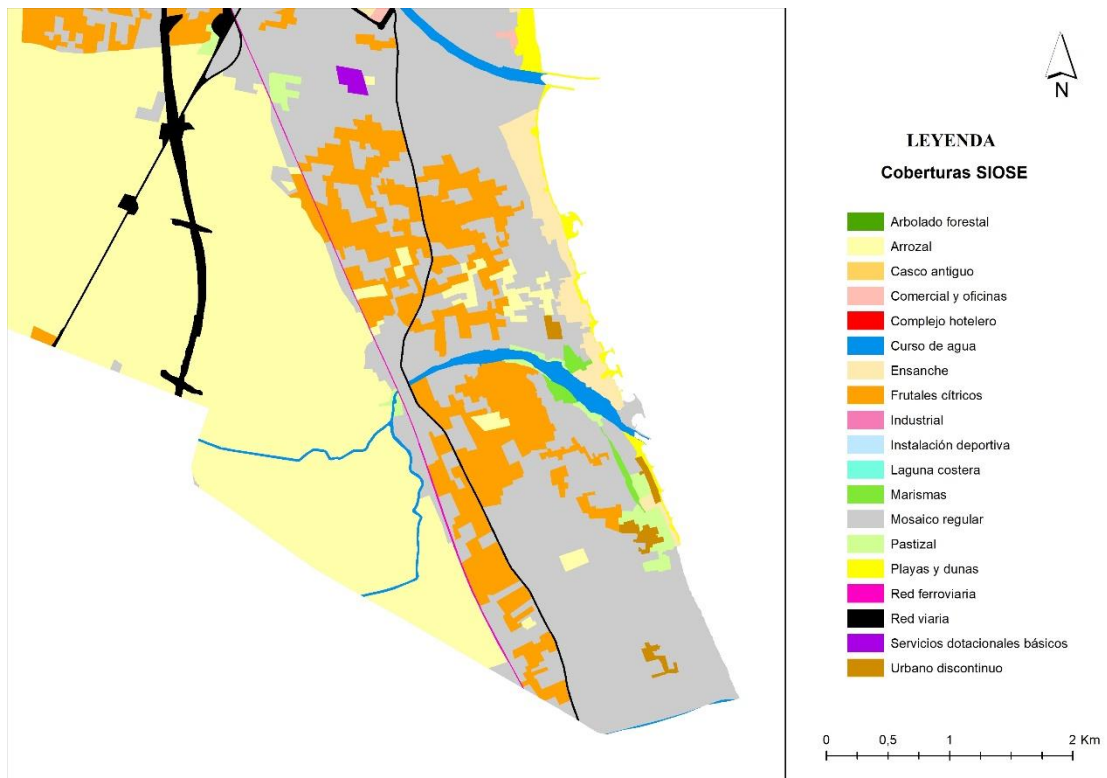 N
LEYENDA
Coberturas SIOSE
Arbolado forestal
Arrozal
Casco antiguo
Comercial y oficinas
Complejo hotelero
Curso de agua
Ensanche
Frutales cítricos
Industrial
Instalación deportiva
Laguna costera
Marismas
Mosaico regular
Pastizal
Playas y dunas
Red ferroviaria
Red viaria
Servicios dotacionales básicos
Urbano discontinuo
0 0,5 1 2 Km